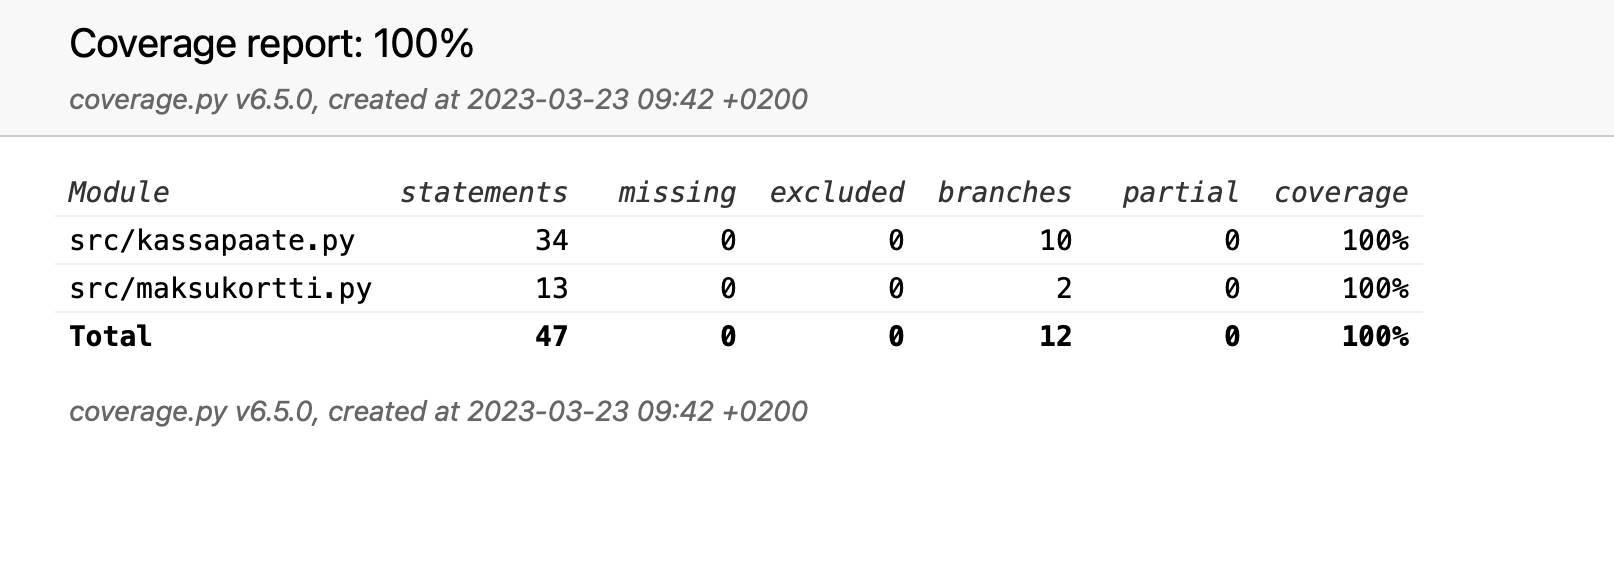 Coverage report: 100%
coverage.py v6.5.0, created at 2023-03-23 09:42 +0200
Module statements missing excluded branches partial coverage
src/kassapaate.py 34 0 0 10 0 100%
src/maksukortti.py 13 0 0 2 0 100%
Total 47 0 0 12 0 100%
coverage.py v6.5.0, created at 2023-03-23 09:42 +0200